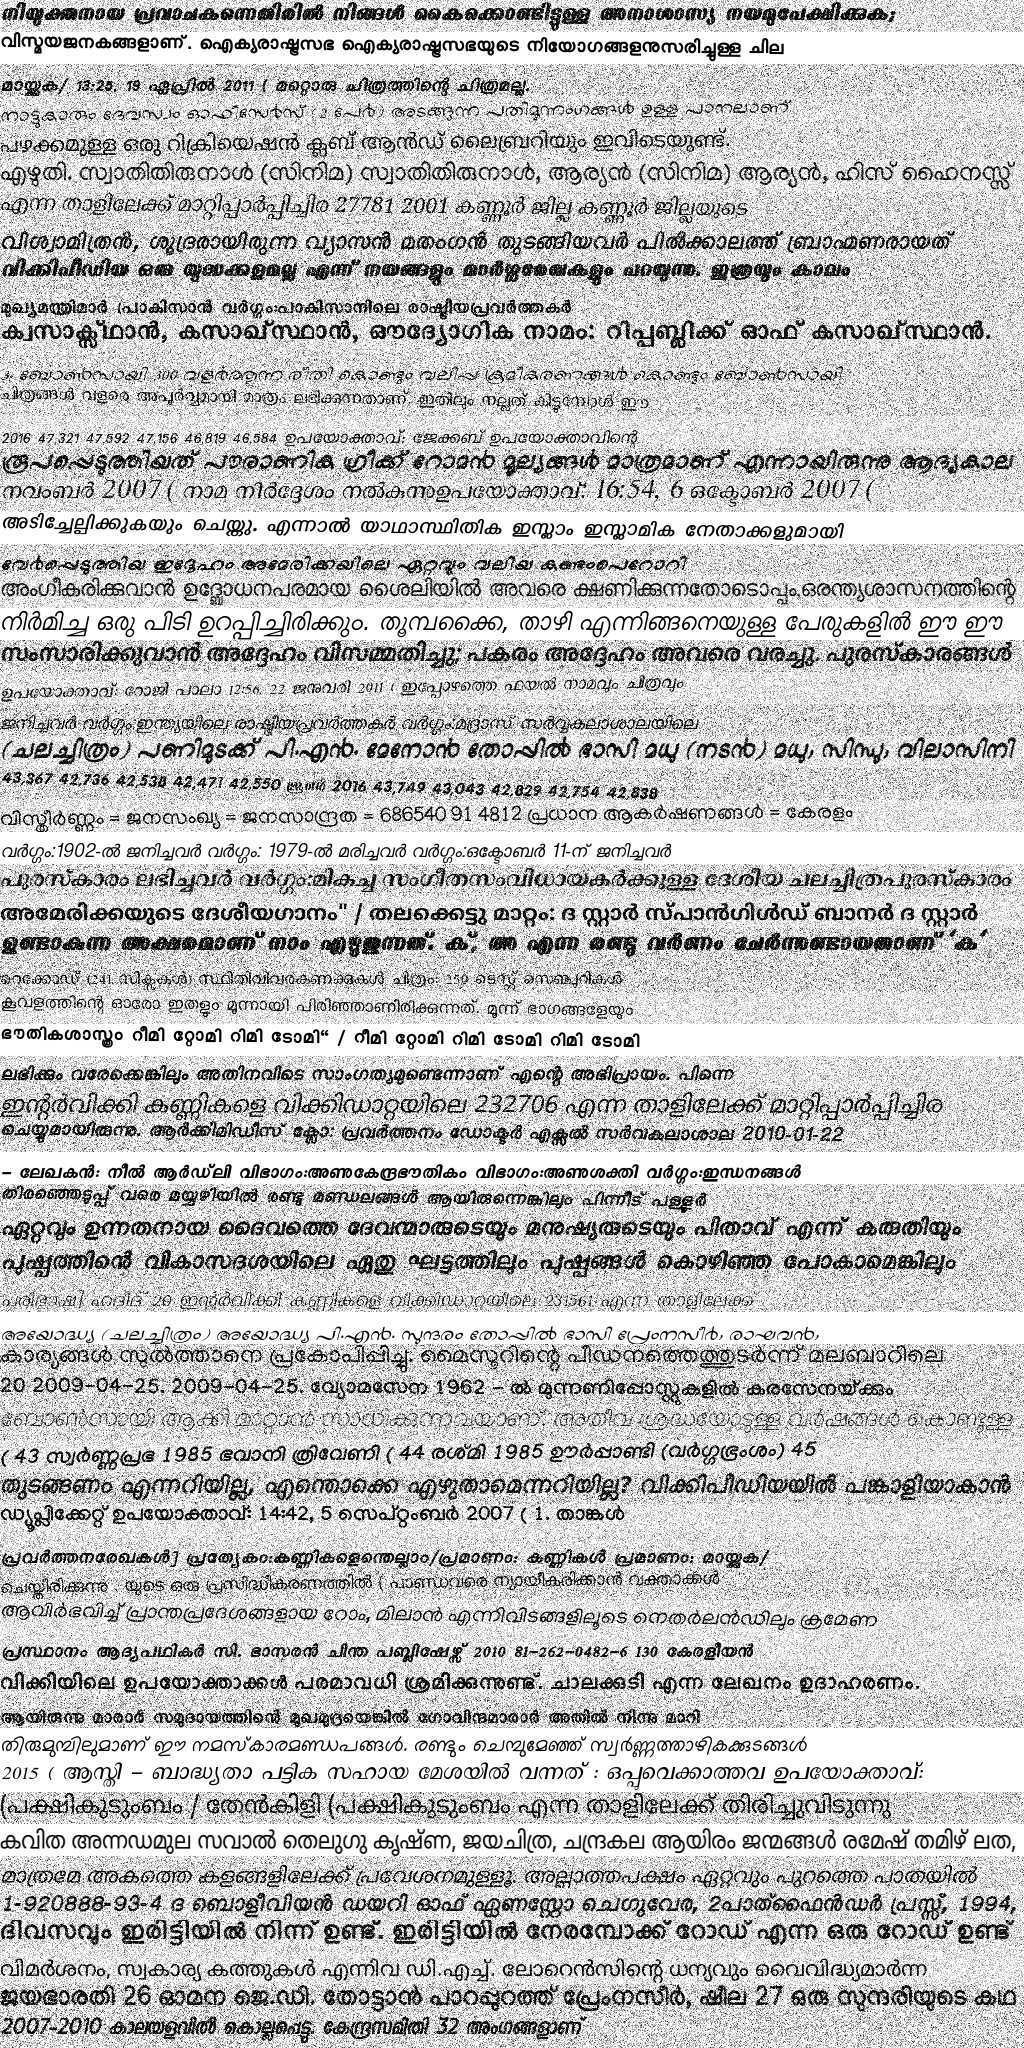 നിയുക്തനായ പ്രവാചകനെന്നെങ്കിരിൽ നിങ്ങൾ കൈക്കൊണ്ടിട്ടുള്ള അനാശാസ്യ നയമുപേക്ഷിക്കുക;
വിസ്മയജനകങ്ങളാണ്. ഐക്യരാഷ്ട്രസഭ ഐക്യരാഷ്ട്രസഭയുടെ നിയോഗങ്ങളനുസരിച്ചുള്ള ചില
മായ്ക്കുക/ 13:25, 19 ഏപ്രിൽ 2011 ( മറ്റൊരു ചിത്രത്തിന്റെ ചിത്രമല്ല.
നാട്ടുകാരും ദേവസ്വം ഓഫീസേർസ് ( 2 പേർ) അടങ്ങുന്ന പതിമൂന്നംഗങ്ങൾ ഉള്ള പാനലാണ്
പഴക്കമുള്ള ഒരു റിക്രിയെഷൻ ക്ലബ് ആൻഡ് ലൈബ്രറിയും ഇവിടെയുണ്ട്.
എഴുതി. സ്വാതിതിരുനാൾ (സിനിമ) സ്വാതിതിരുനാൾ, ആര്യൻ (സിനിമ) ആര്യൻ, ഹിസ് ഹൈനസ്സ്
എന്ന താളിലേക്ക് മാറ്റിപ്പാർപ്പിച്ചിര 27781 2001 കണ്ണൂർ ജില്ല കണ്ണൂർ ജില്ലയുടെ
വിശ്വാമിത്രൻ, ശൂദ്രരായിരുന്ന വ്യാസൻ മതംഗൻ തുടങ്ങിയവർ പിൽക്കാലത്ത് ബ്രാഹ്മണരായത്
വിക്കിപീഡിയ ഒരു യുദ്ധക്കളമല്ല എന്ന് നയങ്ങളും മാർഗ്ഗരേഖകളും പറയുന്നു. ഇത്രയും കാലം
മുഖ്യമന്ത്രിമാർ (പാകിസ്ഥാൻ വർഗ്ഗം:പാകിസ്ഥാനിലെ രാഷ്ട്രീയപ്രവർത്തകർ
ക്വസാക്സ്ഥാൻ, കസാഖ്സ്ഥാൻ, ഔദ്യോഗിക നാമം: റിപ്പബ്ലിക്ക് ഓഫ് കസാഖ്സ്ഥാൻ.
3. ബോൺസായി 300 വളർത്തുന്ന രീതി കൊണ്ടും വലിപ്പ ക്രമീകരണങ്ങൾ കൊണ്ടും ബോൺസായി
ചിത്രങ്ങൾ വളരെ അപൂർവ്വമായി മാത്രം ലഭിക്കുന്നതാണ്. ഇതിലും നല്ലത് കിട്ടുമ്പോൾ ഈ
2016 47,321 47,592 47,156 46,819 46,584 ഉപയോക്താവ്: ജേക്കബ് ഉപയോക്താവിന്റെ
രൂപപ്പെടുത്തിയത് പൗരാണിക ഗ്രീക്ക് റോമൻ മൂല്യങ്ങൾ മാത്രമാണ് എന്നായിരുന്നു ആദ്യകാല
നവംബർ 2007 ( നാമ നിർദ്ദേശം നൽകുന്നുഉപയോക്താവ്: 16:54, 6 ഒക്ടോബർ 2007 (
അടിച്ചേല്പിക്കുകയും ചെയ്തു. എന്നാൽ യാഥാസ്ഥിതിക ഇസ്ലാം ഇസ്ലാമിക നേതാക്കളുമായി
വേർപ്പെടുത്തിയ ഇദ്ദേഹം അമേരിക്കയിലെ ഏറ്റവും വലിയ കണ്ടംപെററി
അംഗീകരിക്കുവാൻ ഉദ്ബോധനപരമായ ശൈലിയിൽ അവരെ ക്ഷണിക്കുന്നതോടൊപ്പം,ഒരന്ത്യശാസനത്തിന്റെ
നിർമിച്ച ഒരു പിടി ഉറപ്പിച്ചിരിക്കും. തൂമ്പക്കൈ, താഴി എന്നിങ്ങനെയുള്ള പേരുകളിൽ ഈ ഈ
സംസാരിക്കുവാൻ അദ്ദേഹം വിസമ്മതിച്ചു; പകരം അദ്ദേഹം അവരെ വരച്ചു. പുരസ്കാരങ്ങൾ
ഉപയോക്താവ്: റോജി പാലാ 12:56, 22 ജനുവരി 2011 ( ഇപ്പോഴത്തെ ഫയൽ നാമവും ചിത്രവും
ജനിച്ചവർ വർഗ്ഗം:ഇന്ത്യയിലെ രാഷ്ട്രീയപ്രവർത്തകർ വർഗ്ഗം:മദ്രാസ് സർവ്വകലാശാലയിലെ
(ചലച്ചിത്രം) പണിമുടക്ക് പി.എൻ. മേനോൻ തോപ്പിൽ ഭാസി മധു (നടൻ) മധു, സിന്ധു, വിലാസിനി
43,367 42,736 42,538 42,471 42,550 ജൂൺ 2016 43,749 43,043 42,829 42,754 42,838
വിസ്തീർണ്ണം = ജനസംഖ്യ = ജനസാന്ദ്രത = 686540 91 4812 പ്രധാന ആകർഷണങ്ങൾ = കേരളം
വർഗ്ഗം:1902-ൽ ജനിച്ചവർ വർഗ്ഗം: 1979-ൽ മരിച്ചവർ വർഗ്ഗം:ഒക്ടോബർ 11-ന് ജനിച്ചവർ
പുരസ്കാരം ലഭിച്ചവർ വർഗ്ഗം:മികച്ച സംഗീതസംവിധായകർക്കുള്ള ദേശീയ ചലച്ചിത്രപുരസ്കാരം
അമേരിക്കയുടെ ദേശീയഗാനം" / തലക്കെട്ടു മാറ്റം: ദ സ്റ്റാർ സ്പാൻഗിൾഡ് ബാനർ ദ സ്റ്റാർ
ളുണ്ടാകുന്ന അക്ഷരമാണ് നാം എഴുതുന്നത്. ക്, അ എന്ന രണ്ടു വർണം ചേർന്നുണ്ടായതാണ് ‘ക‘
റെക്കോഡ് (241 സിക്സുകൾ) സ്ഥിതിവിവരകണക്കുകൾ ചിത്രം: 250 ടെസ്റ്റ് സെഞ്ചുറികൾ
കൂവളത്തിന്റെ ഓരോ ഇതളും മൂന്നായി പിരിഞ്ഞാണിരിക്കുന്നത്. മൂന്ന് ഭാഗങ്ങളേയും
ഭൗതികശാസ്ത്രം റീമി റ്റോമി റിമി ടോമി“ / റീമി റ്റോമി റിമി ടോമി റിമി ടോമി
ലഭിക്കും വരേക്കെങ്കിലും അതിനവിടെ സാംഗത്യമുണ്ടെന്നാണ് എന്റെ അഭിപ്രായം. പിന്നെ
ഇന്റർവിക്കി കണ്ണികളെ വിക്കിഡാറ്റയിലെ 232706 എന്ന താളിലേക്ക് മാറ്റിപ്പാർപ്പിച്ചിര
ചെയ്യുമായിരുന്നു. ആർക്കിമിഡീസ് ക്ലോ: പ്രവർത്തനം ഡോക്ടർ എക്സൽ സർവകലാശാല 2010-01-22
– ലേഖകൻ: നീൽ ആർഡ്‌ലി വിഭാഗം:അണുകേന്ദ്രഭൗതികം വിഭാഗം:അണുശക്തി വർഗ്ഗം:ഇന്ധനങ്ങൾ
തിരഞ്ഞെടുപ്പ് വരെ മയ്യഴിയിൽ രണ്ടു മണ്ഡലങ്ങൾ ആയിരുന്നെങ്കിലും പിന്നീട് പള്ളൂർ
ഏറ്റവും ഉന്നതനായ ദൈവത്തെ ദേവന്മാരുടെയും മനുഷ്യരുടെയും പിതാവ് എന്ന് കരുതിയും
പുഷ്പത്തിൻെ വികാസദശയിലെ ഏതു ഘട്ടത്തിലും പുഷ്പങ്ങൾ കൊഴിഞ്ഞ പോകാമെങ്കിലും
പരിഭാഷ] ഹദീദ് 20 ഇന്റർവിക്കി കണ്ണികളെ വിക്കിഡാറ്റയിലെ 231561 എന്ന താളിലേക്ക
അയോദ്ധ്യ (ചലച്ചിത്രം) അയോദ്ധ്യ പി.എൻ. സുന്ദരം തോപ്പിൽ ഭാസി പ്രേംനസീർ, രാഘവൻ,
കാര്യങ്ങൾ സുൽത്താനെ പ്രകോപിപ്പിച്ചു. മൈസൂറിന്റെ പീഡനത്തെത്തുടർന്ന് മലബാറിലെ
20 2009-04-25. 2009-04-25. വ്യോമസേന 1962 – ൽ മുന്നണിപ്പോസ്റ്റുകളിൽ കരസേനയ്ക്കും
ബോൺസായി ആക്കി മാറ്റാൻ സാധിക്കുന്നവയാണ്. അതീവ ശ്രദ്ധയോടുള്ള വർഷങ്ങൾ കൊണ്ടുള്ള
( 43 സ്വർണ്ണപ്രഭ 1985 ഭവാനി ത്രിവേണി ( 44 രശ്മി 1985 ഊർപ്പാണ്ടി (വർഗ്ഗഭ്രംശം) 45
തുടങ്ങണം എന്നറിയില്ല, എന്തൊക്കെ എഴുതാമെന്നറിയില്ല? വിക്കിപീഡിയയിൽ പങ്കാളിയാകാൻ
ഡ്യൂപ്ലിക്കേറ്റ് ഉപയോക്താവ്: 14:42, 5 സെപ്റ്റംബർ 2007 ( 1. താങ്കൾ
പ്രവർത്തനരേഖകൾ] പ്രത്യേകം:കണ്ണികളെന്തെല്ലാം/പ്രമാണം: കണ്ണികൾ പ്രമാണം: മായ്ക്കുക/
ചെയ്തിരിക്കുന്നു . യുടെ ഒരു പ്രസിദ്ധീകരണത്തിൽ ( പാണ്ഡവരെ ന്യായീകരിക്കാൻ വക്താക്കൾ
ആവിർഭവിച്ച് പ്രാന്തപ്രദേശങ്ങളായ റോം, മിലാൻ എന്നിവിടങ്ങളിലൂടെ നെതർലൻഡിലും ക്രമേണ
പ്രസ്ഥാനം ആദ്യപഥികർ സി. ഭാസുരൻ ചിന്ത പബ്ലിഷേഴ്സ് 2010 81-262-0482-6 130 കേരളീയൻ
വിക്കിയിലെ ഉപയോക്താക്കൾ പരമാവധി ശ്രമിക്കുന്നുണ്ട്. ചാലക്കുടി എന്ന ലേഖനം ഉദാഹരണം.
ആയിരുന്നു മാരാർ സമുദായത്തിൻെ മുഖമുദ്രയെങ്കിൽ ഗോവിന്ദമാരാർ അതിൽ നിന്നു മാറി
തിരുമുമ്പിലുമാണ് ഈ നമസ്കാരമണ്ഡപങ്ങൾ. രണ്ടും ചെമ്പുമേഞ്ഞ് സ്വർണ്ണത്താഴികക്കുടങ്ങൾ
2015 ( ആസ്തി – ബാദ്ധ്യതാ പട്ടിക സഹായ മേശയിൽ വന്നത് : ഒപ്പുവെക്കാത്തവ ഉപയോക്താവ്:
(പക്ഷികുടുംബം / തേൻകിളി (പക്ഷികുടുംബം എന്ന താളിലേക്ക് തിരിച്ചുവിടുന്നു
കവിത അന്നഡമുല സവാൽ തെലുഗു കൃഷ്ണ, ജയചിത്ര, ചന്ദ്രകല ആയിരം ജന്മങ്ങൾ രമേഷ് തമിഴ് ലത,
മാത്രമേ അകത്തെ കളങ്ങളിലേക്ക് പ്രവേശനമുള്ളൂ. അല്ലാത്തപക്ഷം ഏറ്റവും പുറത്തെ പാതയിൽ
1-920888-93-4 ദ ബൊളീവിയൻ ഡയറി ഓഫ് ഏണസ്റ്റോ ചെഗുവേര, 2പാത്ഫൈൻഡർ പ്രസ്സ്, 1994,
ദിവസവും ഇരിട്ടിയിൽ നിന്ന് ഉണ്ട്. ഇരിട്ടിയിൽ നേരമ്പോക്ക് റോഡ് എന്ന ഒരു റോഡ് ഉണ്ട്
വിമർശനം, സ്വകാര്യ കത്തുകൾ എന്നിവ ഡി.എച്ച്. ലോറെൻസിന്റെ ധന്യവും വൈവിദ്ധ്യമാർന്ന
ജയഭാരതി 26 ഓമന ജെ.ഡി. തോട്ടാൻ പാറപ്പുറത്ത് പ്രേംനസീർ, ഷീല 27 ഒരു സുന്ദരിയുടെ കഥ
2007-2010 കാലയളവിൽ കൊല്ലപ്പെട്ടു. കേന്ദ്രസമിതി 32 അംഗങ്ങളാണ്